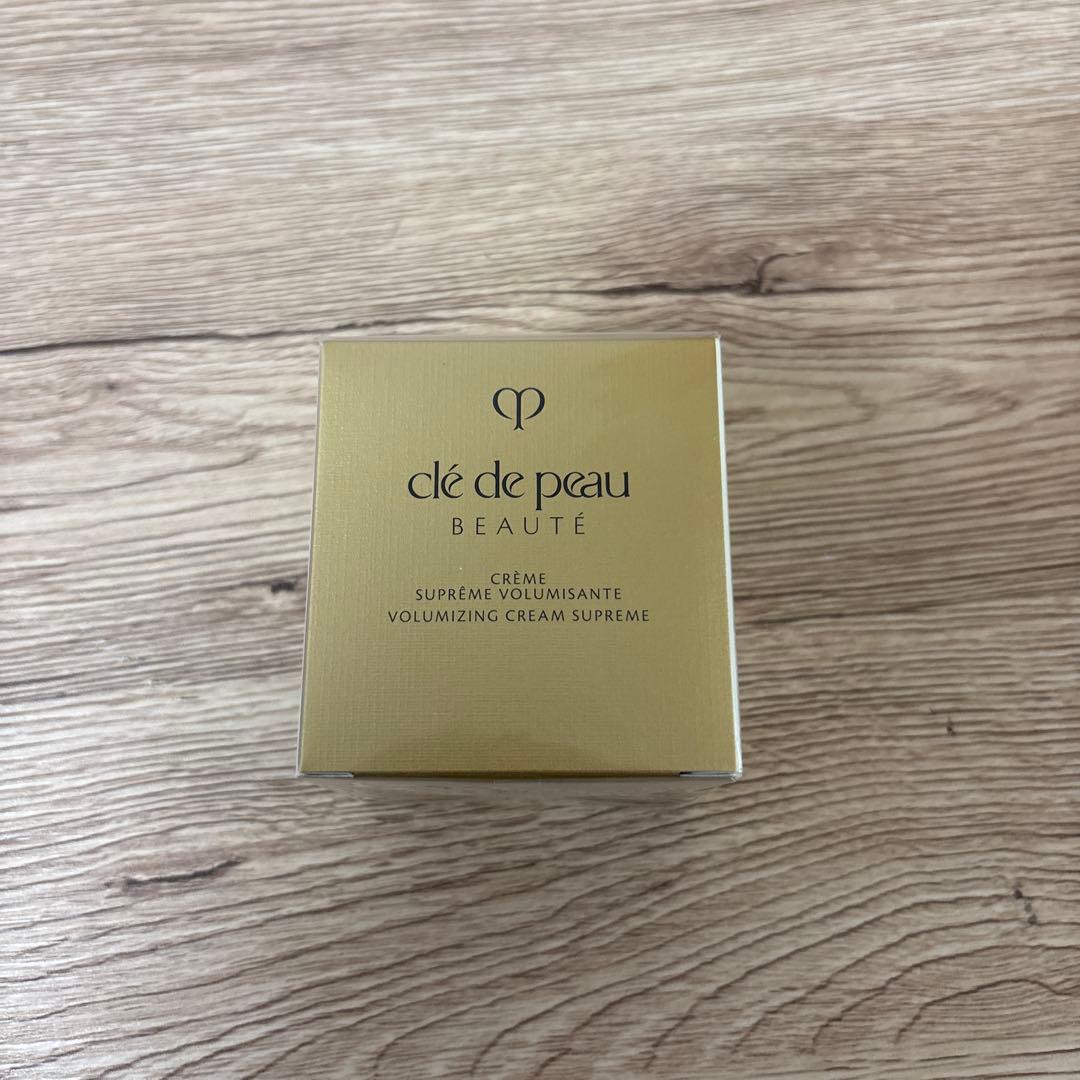 clé de peau
BEAUTÉ
CRÈME
SUPRÊME VOLUMISANTE
VOLUMIZING CREAM SUPREME